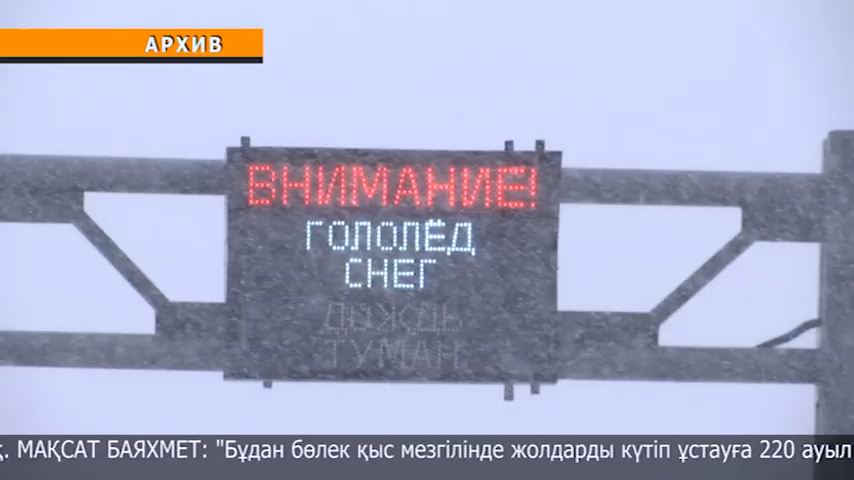 АРХИВ
ВНИМАНИЕ!
ГОЛОЛЁД
СНЕГ
ДОЖДЬ
ТУМАН
МАҚСАТ БАЯХМЕТ: "Бұдан бөлек қыс мезгілінде жолдарды күтіп ұстауға 220 ауыл